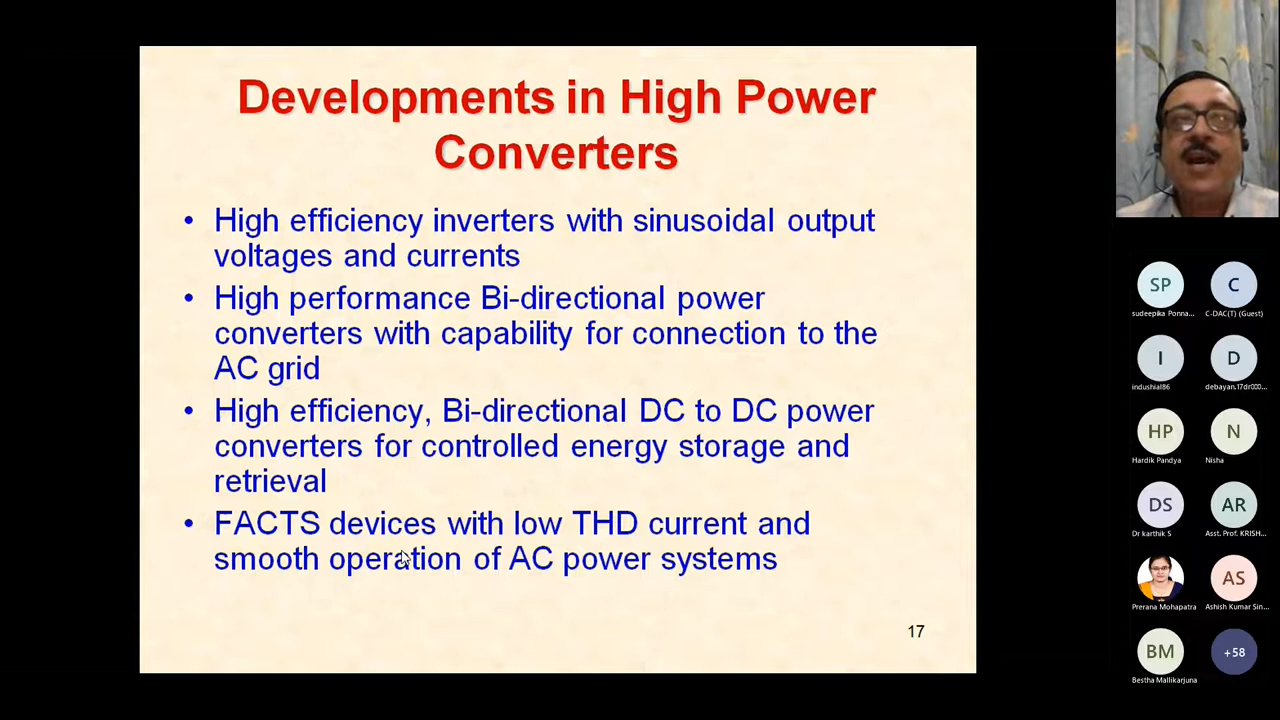 Developments in High Power
Converters
• High efficiency inverters with sinusoidal output
voltages and currents
• High performance Bi-directional power
converters with capability for connection to the
AC grid
• High efficiency, Bi-directional DC to DC power
converters for controlled energy storage and
retrieval
• FACTS devices with low THD current and
smooth operation of AC power systems
17
SP
sudeepika Ponna...
C
C-DAC(T) (Guest)
I
indushial86
D
HP
Hardik Pandya
N
Nisha
DS
Dr karthik S
AR
Asst. Prof. KRISH...
Prerana Mohapatra
AS
Ashish Kumar Sin...
BM
Bestha Mallikarjuna
+58